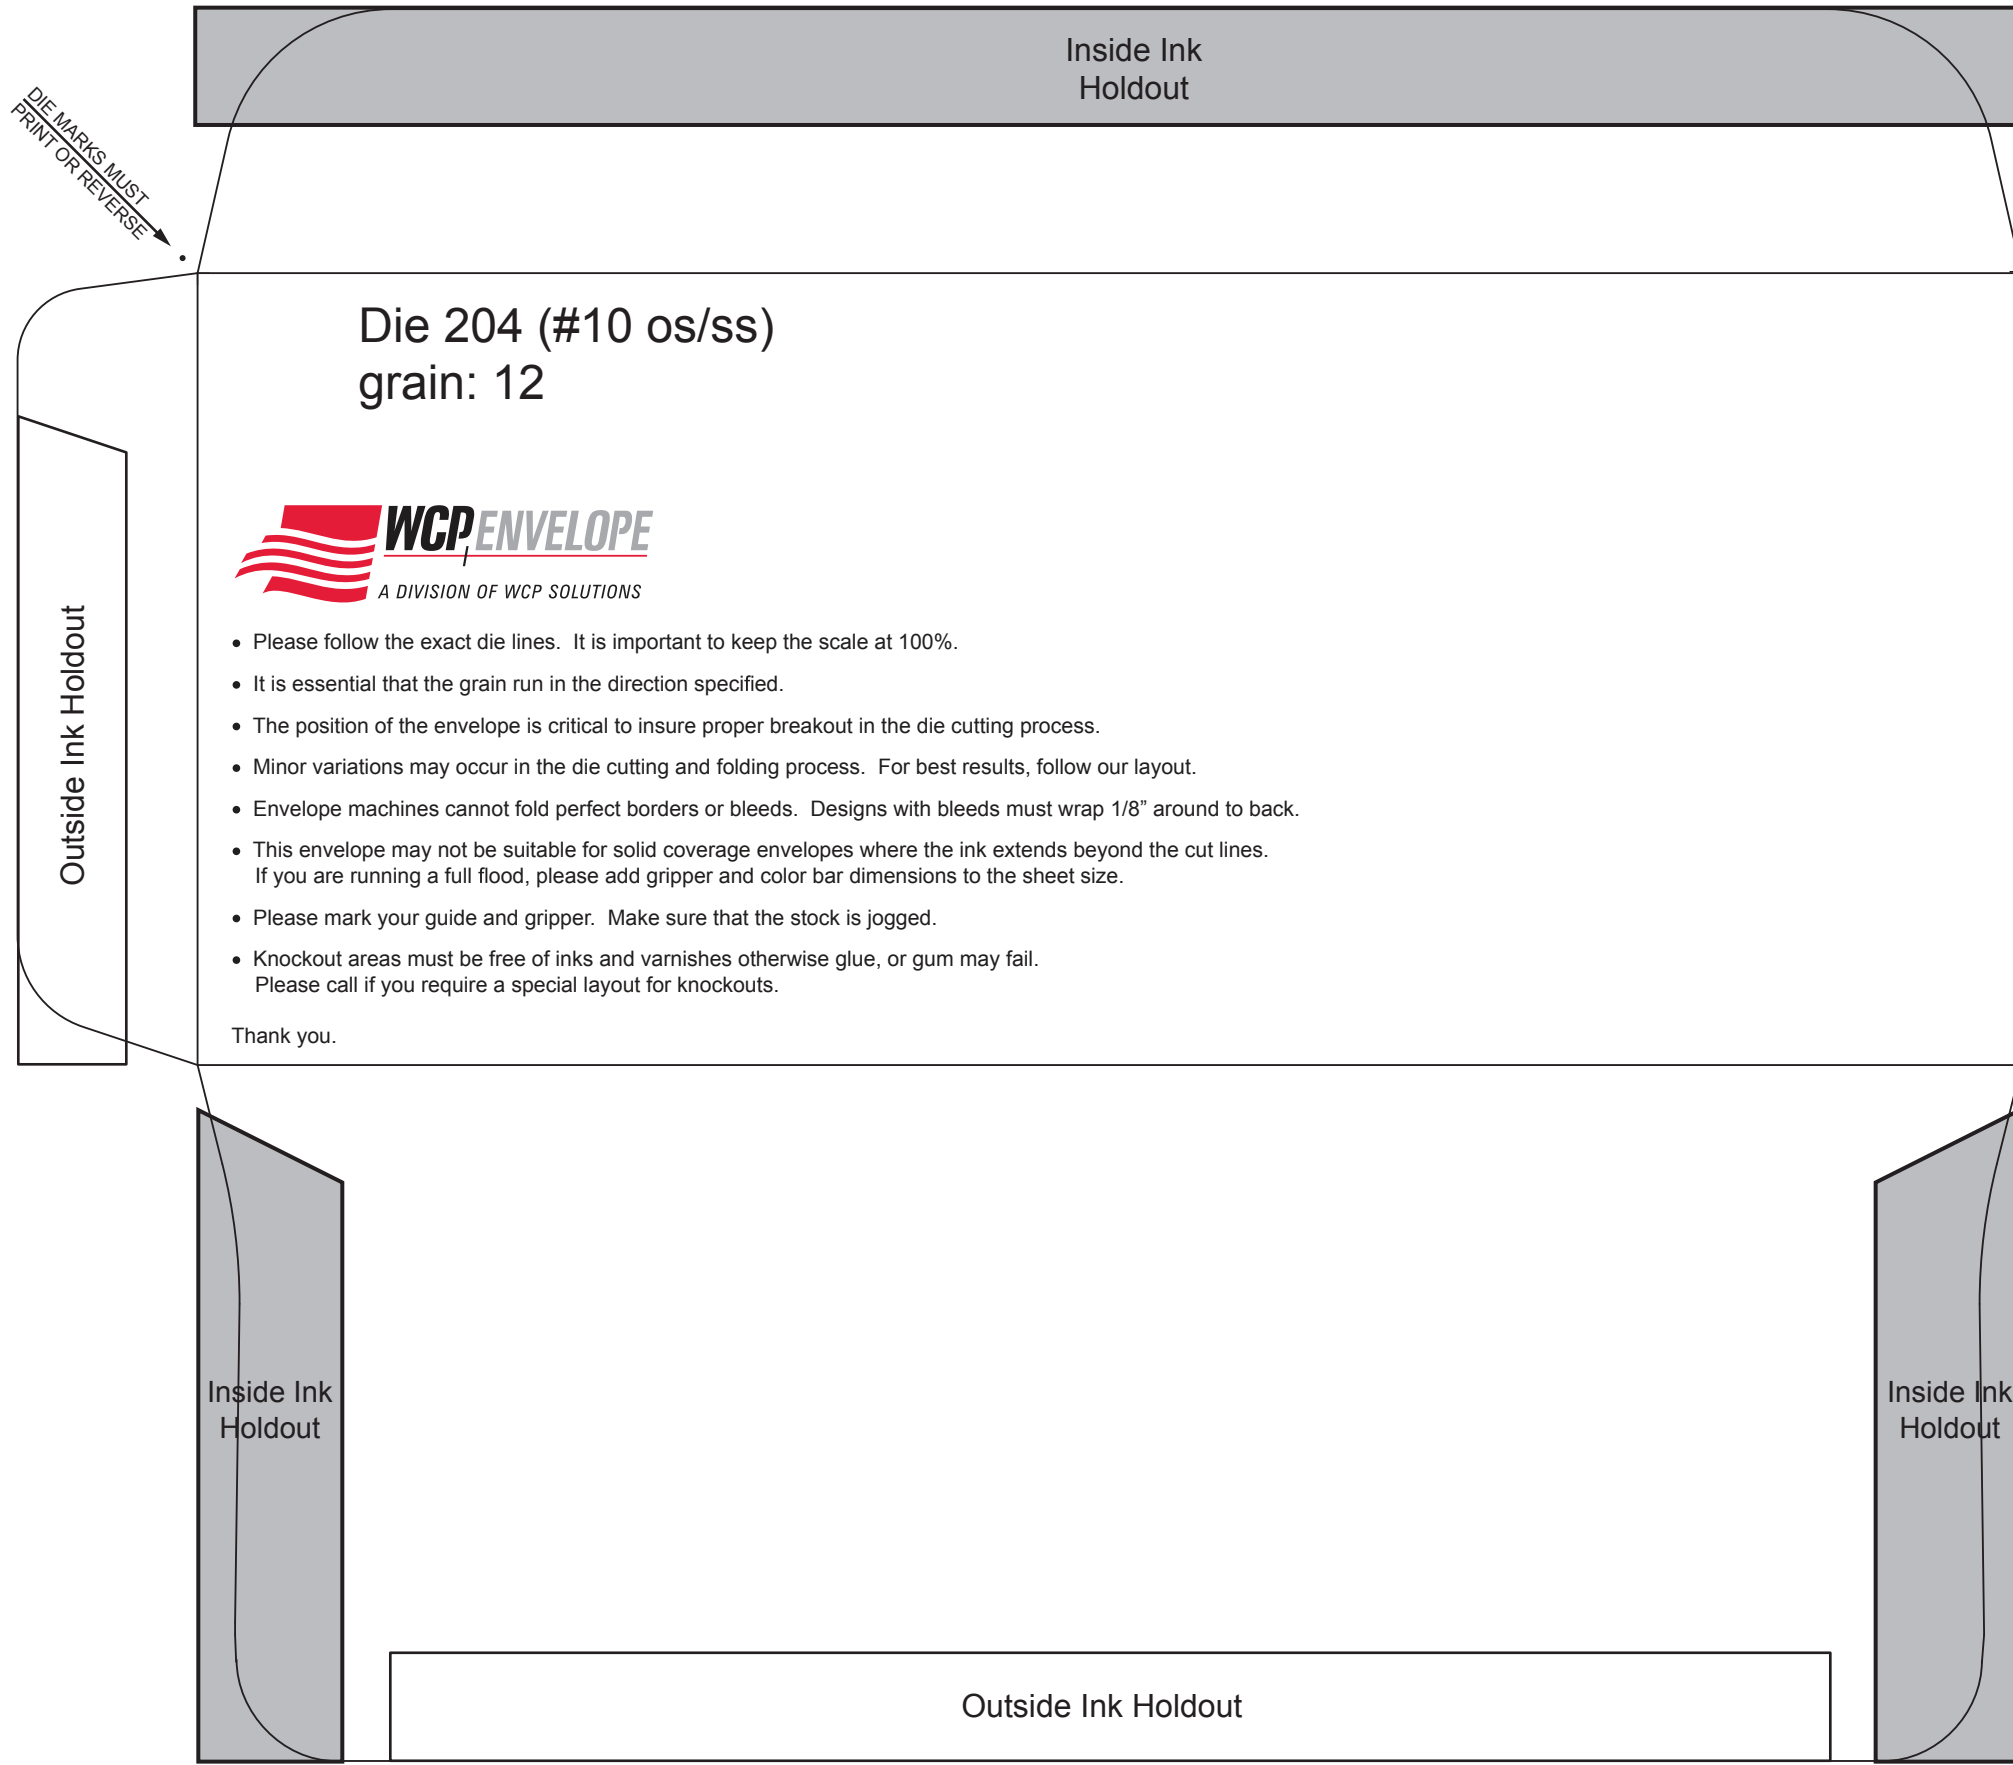 Inside Ink
Holdout
DIE MARKS MUST
PRINT OR REVERSE
Die 204 (#10 os/ss)
grain: 12
WCP ENVELOPE
A DIVISION OF WCP SOLUTIONS
• Please follow the exact die lines.  It is important to keep the scale at 100%.
• It is essential that the grain run in the direction specified.
• The position of the envelope is critical to insure proper breakout in the die cutting process.
• Minor variations may occur in the die cutting and folding process.  For best results, follow our layout.
• Envelope machines cannot fold perfect borders or bleeds.  Designs with bleeds must wrap 1/8” around to back.
• This envelope may not be suitable for solid coverage envelopes where the ink extends beyond the cut lines.
If you are running a full flood, please add gripper and color bar dimensions to the sheet size.
• Please mark your guide and gripper.  Make sure that the stock is jogged.
• Knockout areas must be free of inks and varnishes otherwise glue, or gum may fail.
Please call if you require a special layout for knockouts.
Thank you.
Outside Ink Holdout
Inside Ink
Holdout
Inside Ink
Holdout
Outside Ink Holdout